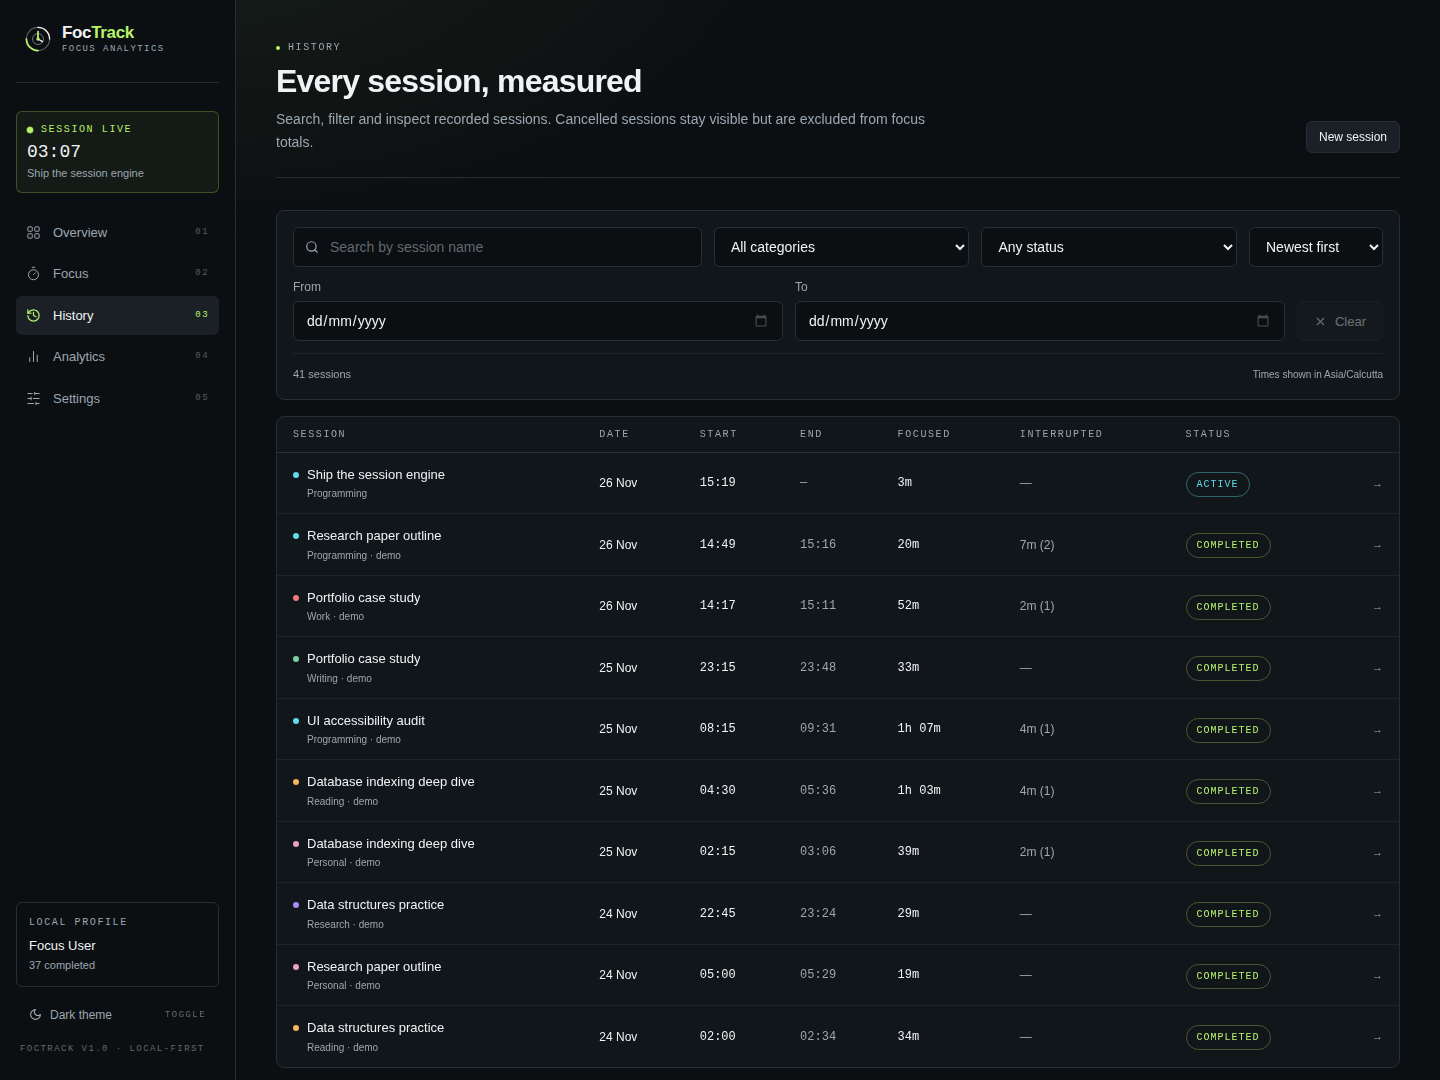 FocTrack
FOCUS ANALYTICS
SESSION LIVE
03:07
Ship the session engine
Overview 01
Focus 02
History 03
Analytics 04
Settings 05
LOCAL PROFILE
Focus User
37 completed
Dark theme TOGGLE
FOCTRACK V1.0 · LOCAL-FIRST
HISTORY
Every session, measured
Search, filter and inspect recorded sessions. Cancelled sessions stay visible but are excluded from focus
totals.
New session
Search by session name All categories Any status Newest first
From To
dd/mm/yyyy dd/mm/yyyy Clear
41 sessions Times shown in Asia/Calcutta
SESSION DATE START END FOCUSED INTERRUPTED STATUS
Ship the session engine
Programming
26 Nov 15:19 — 3m — ACTIVE →
Research paper outline
Programming · demo
26 Nov 14:49 15:16 20m 7m (2) COMPLETED →
Portfolio case study
Work · demo
26 Nov 14:17 15:11 52m 2m (1) COMPLETED →
Portfolio case study
Writing · demo
25 Nov 23:15 23:48 33m — COMPLETED →
UI accessibility audit
Programming · demo
25 Nov 08:15 09:31 1h 07m 4m (1) COMPLETED →
Database indexing deep dive
Reading · demo
25 Nov 04:30 05:36 1h 03m 4m (1) COMPLETED →
Database indexing deep dive
Personal · demo
25 Nov 02:15 03:06 39m 2m (1) COMPLETED →
Data structures practice
Research · demo
24 Nov 22:45 23:24 29m — COMPLETED →
Research paper outline
Personal · demo
24 Nov 05:00 05:29 19m — COMPLETED →
Data structures practice
Reading · demo
24 Nov 02:00 02:34 34m — COMPLETED →